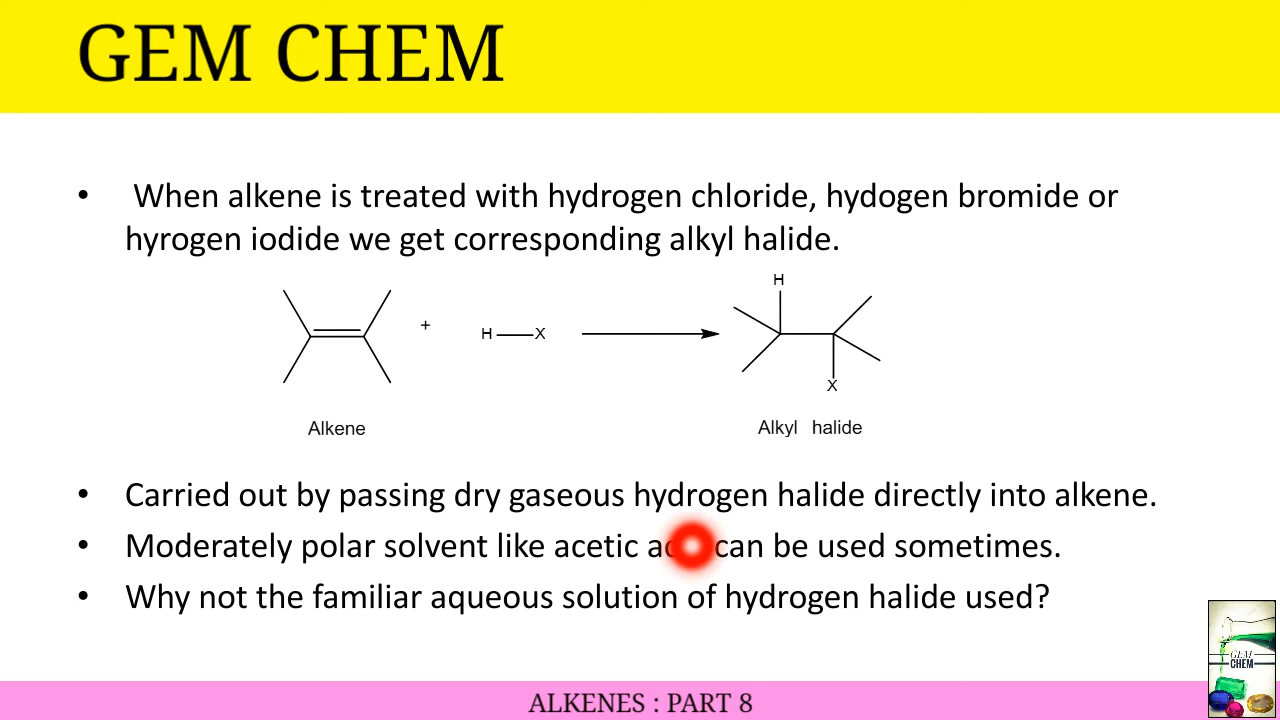 GEM CHEM
• When alkene is treated with hydrogen chloride, hydogen bromide or
hyrogen iodide we get corresponding alkyl halide.
H
+ H X
X
Alkene Alkyl halide
• Carried out by passing dry gaseous hydrogen halide directly into alkene.
• Moderately polar solvent like acetic can be used sometimes.
• Why not the familiar aqueous solution of hydrogen halide used?
GEM
CHEM
ALKENES : PART 8